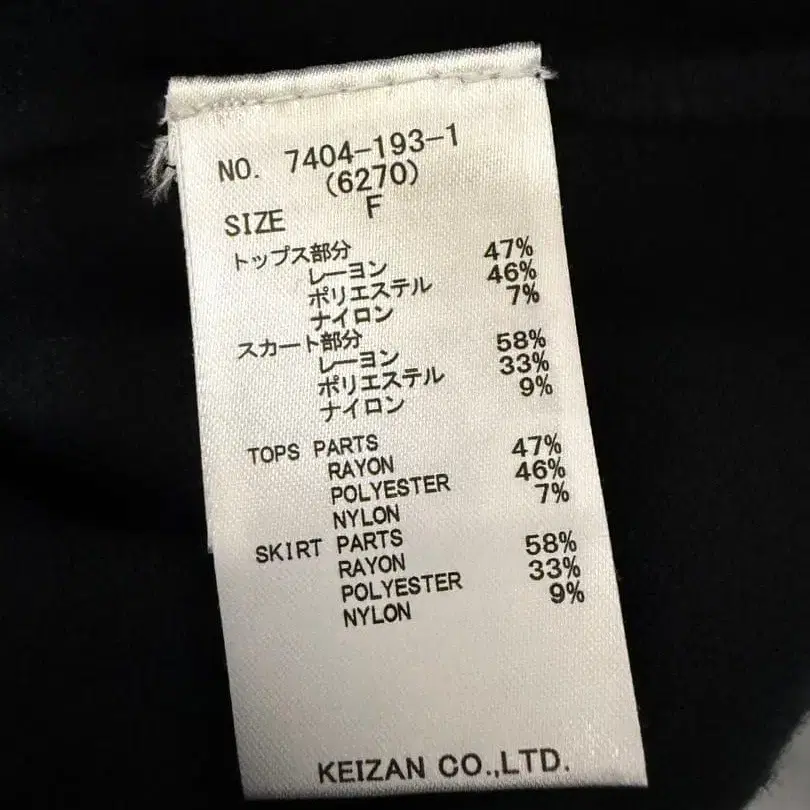 NO. 7404-193-1
(6270)
SIZE F
トップス部分
レーヨン 47%
ポリエステル 46%
ナイロン 7%
スカート部分
レーヨン 58%
ポリエステル 33%
ナイロン 9%
TOPS PARTS
RAYON 47%
POLYESTER 46%
NYLON 7%
SKIRT PARTS
RAYON 58%
POLYESTER 33%
NYLON 9%
KEIZAN CO.,LTD.